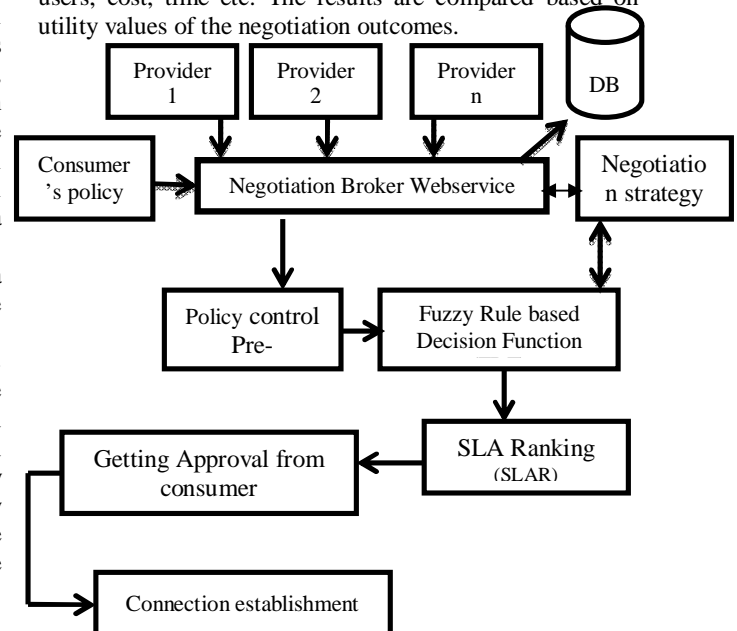 users, cost, time etc. The results are compared based on
utility values of the negotiation outcomes.
Provider
1
Provider
2
Provider
n
DB
Consumer
's policy
Negotiation Broker Webservice
Negotiatio
n strategy
Policy control
Pre-
Fuzzy Rule based
Decision Function
SLA Ranking
(SLAR)
Getting Approval from
consumer
Connection establishment